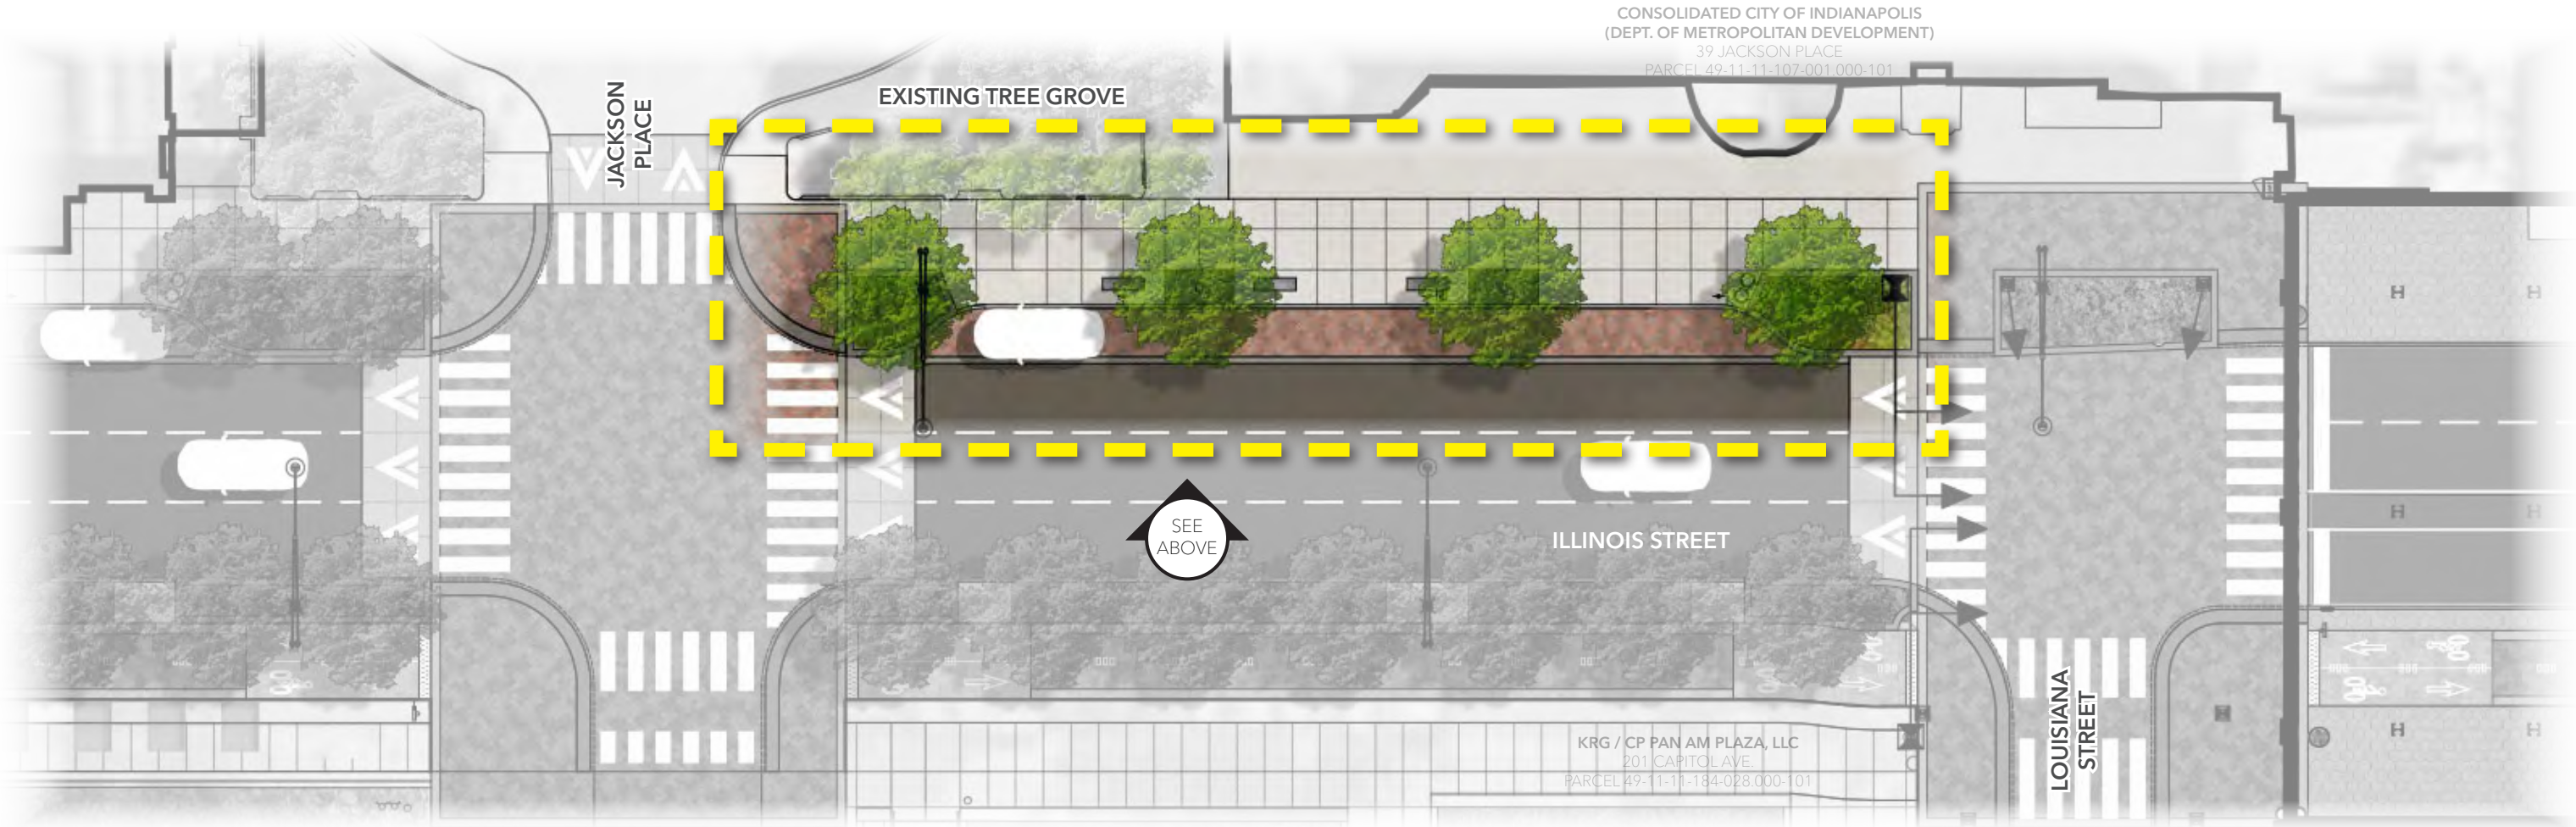 CONSOLIDATED CITY OF INDIANAPOLIS
(DEPT. OF METROPOLITAN DEVELOPMENT)
39 JACKSON PLACE
PARCEL 49-11-11-107-001.000-101
EXISTING TREE GROVE
JACKSON
PLACE
H
H
SEE
ABOVE
ILLINOIS STREET
H
H
KRG / CP PAN AM PLAZA, LLC
201 CAPITOL AVE.
PARCEL 49-11-11-184-028.000-101
LOUISIANA
STREET
H
H